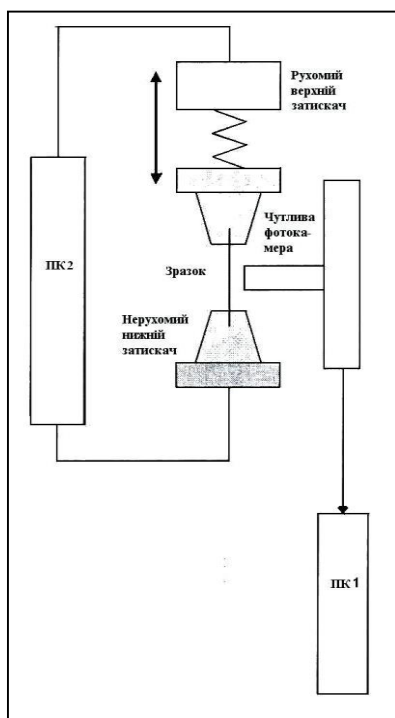 Рухомий
верхній
затискач
Чутлива
фотока-
мера
Зразок
ПК2
Нерухомий
нижній
затискач
ПК1